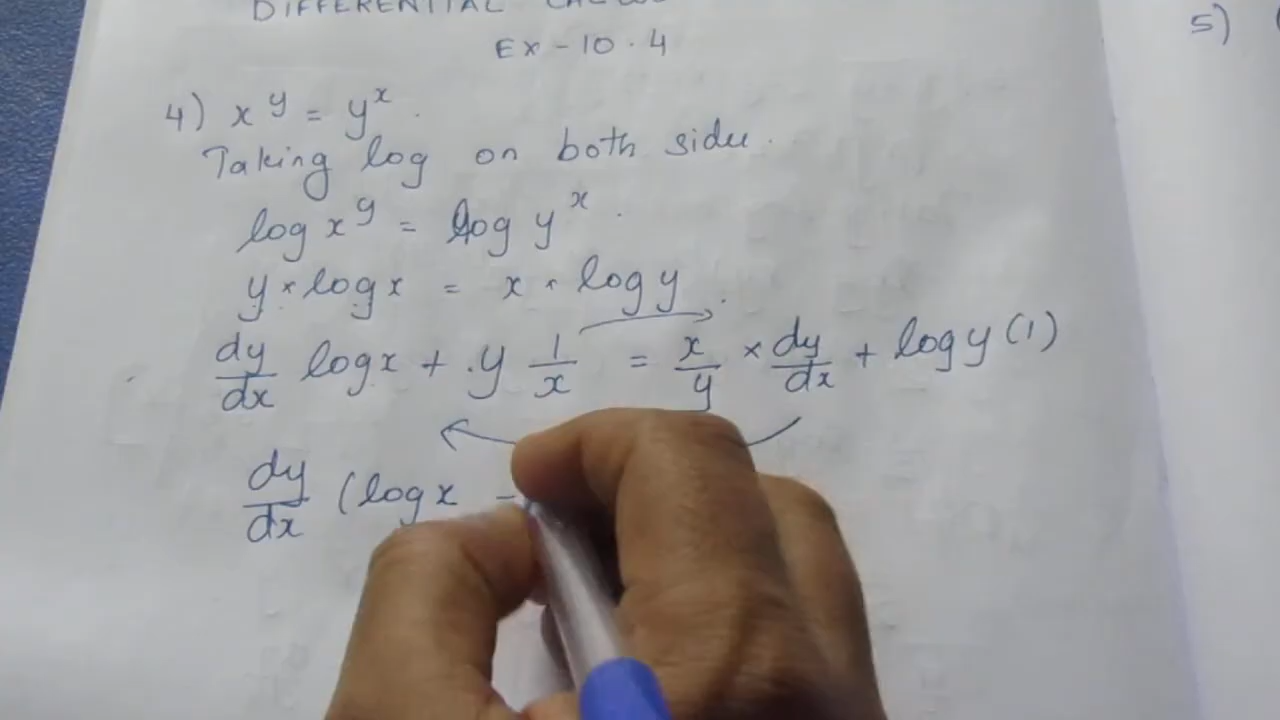 DIFFERENTIAL
Ex - 10.4
5)
4) x^y = y^x.
Taking log on both side.
log x^y = log y^x.
y × log x = x · log y.
dy/dx log x + y 1/x = x/y × dy/dx + log y (1)
dy/dx (log x -